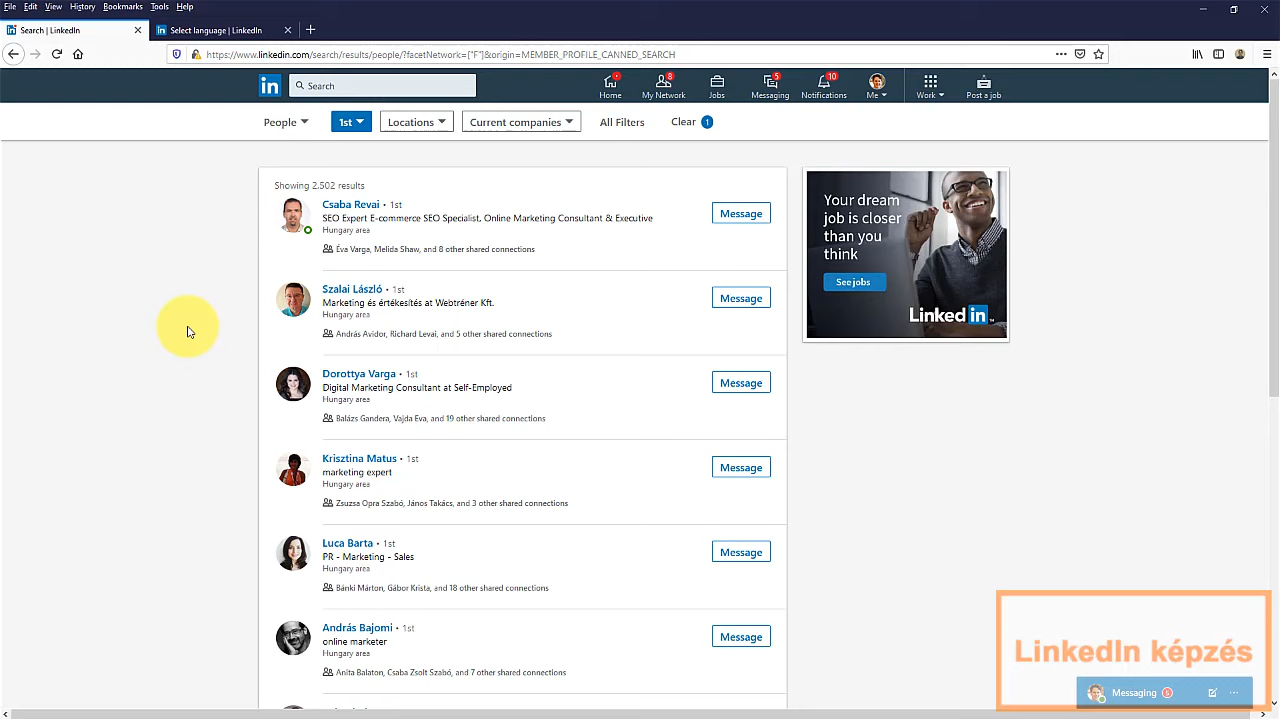 File Edit View History Bookmarks Tools Help
Search | LinkedIn
Select language | LinkedIn
https://www.linkedin.com/search/results/people/?facetNetwork=["F"]&origin=MEMBER_PROFILE_CANNED_SEARCH
in
Search
Home
8
My Network
Jobs
5
Messaging
10
Notifications
Me
Work
Post a job
People
1st
Locations
Current companies
All Filters
Clear 1
Showing 2.502 results
Csaba Revai • 1st
SEO Expert E-commerce SEO Specialist, Online Marketing Consultant & Executive
Hungary area
Éva Varga, Melida Shaw, and 8 other shared connections
Message
Szalai László • 1st
Marketing és értékesítés at Webtréner Kft.
Hungary area
András Avidor, Richard Levai, and 5 other shared connections
Message
Dorottya Varga • 1st
Digital Marketing Consultant at Self-Employed
Hungary area
Balázs Gandera, Vajda Eva, and 19 other shared connections
Message
Krisztina Matus • 1st
marketing expert
Hungary area
Zsuzsa Opra Szabó, János Takács, and 3 other shared connections
Message
Luca Barta • 1st
PR - Marketing - Sales
Hungary area
Bánki Márton, Gábor Krista, and 18 other shared connections
Message
András Bajomi • 1st
online marketer
Hungary area
Anita Balaton, Csaba Zsolt Szabó, and 7 other shared connections
Message
Your dream
job is closer
than you
think
See jobs
Linked in
LinkedIn képzés
Messaging 5